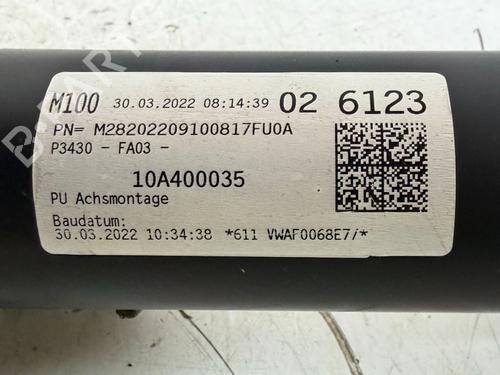 M100 30.03.2022 08:14:39 02 6123
PN= M28202209100817FU0A
P3430 - FA03 -
10A400035
PU Achsmontage
Baudatum:
30.03.2022 10:34:38 *611 VWAF0068E7/*